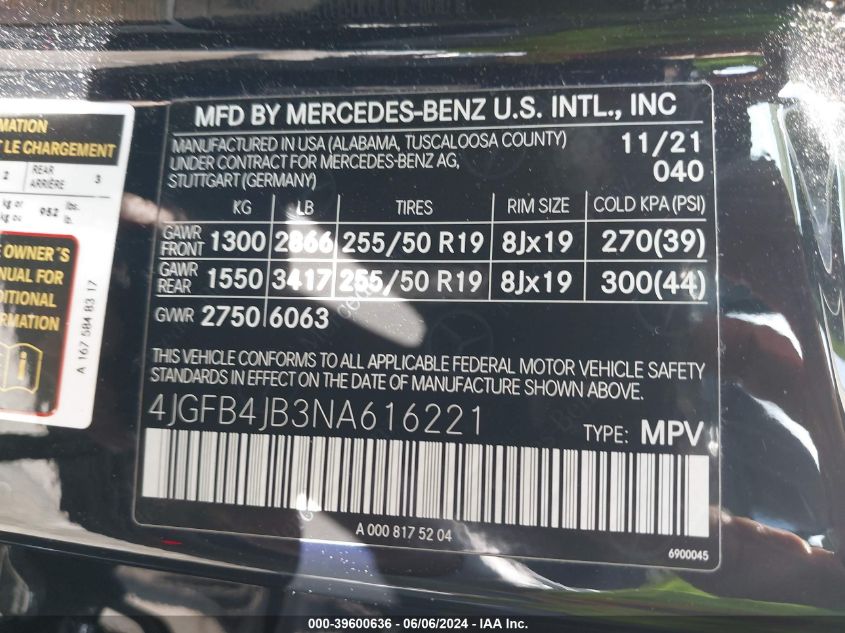 MATION
T LE CHARGEMENT
2 REAR ARRIÈRE 3
kg or kg ou 952 lbs. lb.
E OWNER'S
ANUAL FOR
DITIONAL
ORMATION
A 167 584 83 17
MFD BY MERCEDES-BENZ U.S. INTL., INC
MANUFACTURED IN USA (ALABAMA, TUSCALOOSA COUNTY) 11/21
UNDER CONTRACT FOR MERCEDES-BENZ AG, 040
STUTTGART (GERMANY)
KG LB TIRES RIM SIZE COLD KPA (PSI)
GAWR FRONT 1300 2866 255/50 R19 8Jx19 270(39)
GAWR REAR 1550 3417 255/50 R19 8Jx19 300(44)
GVWR 2750 6063
THIS VEHICLE CONFORMS TO ALL APPLICABLE FEDERAL MOTOR VEHICLE SAFETY
STANDARDS IN EFFECT ON THE DATE OF MANUFACTURE SHOWN ABOVE.
4JGFB4JB3NA616221 TYPE: MPV
A 000 817 52 04
6900045
000-39600636 - 06/06/2024 - IAA Inc.